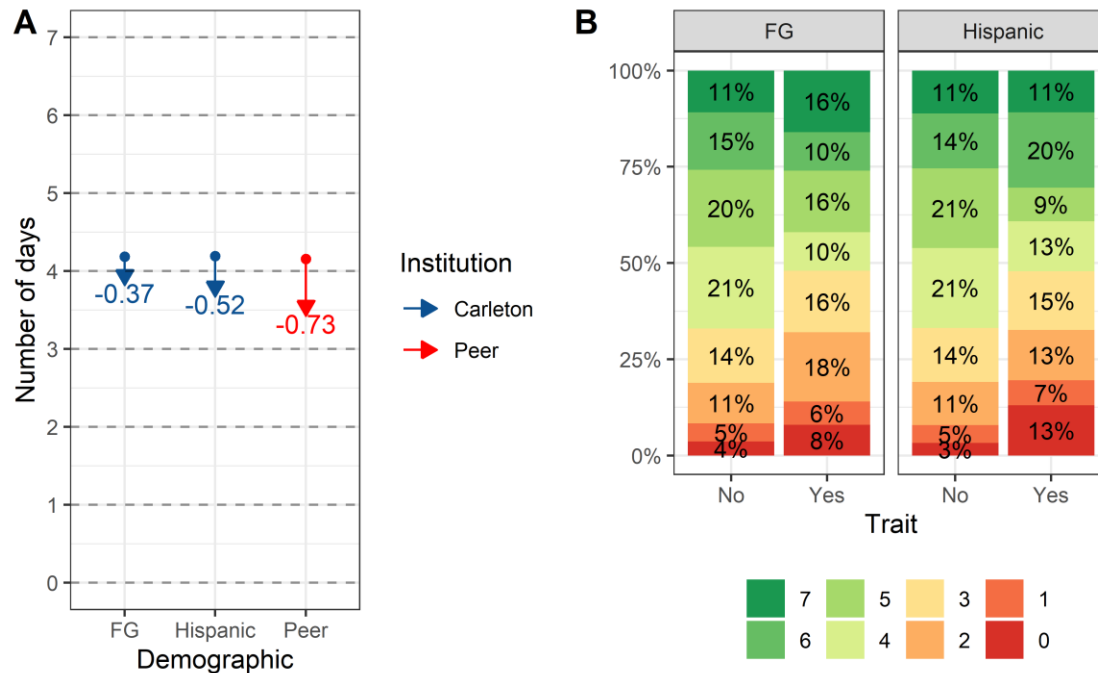 A
Number of days
7
6
5
4
3
2
1
0
-0.37
-0.52
-0.73
FG Hispanic Peer
Demographic
Institution
Carleton
Peer
B
FG Hispanic
100%
75%
50%
25%
0%
11% 16% 11% 11%
15% 10% 14% 20%
20% 16% 21% 9%
21% 10% 21% 13%
14% 16% 14% 15%
11% 18% 11% 13%
5% 6% 5% 7%
4% 8% 3% 13%
No Yes No Yes
Trait
7 5 3 1
6 4 2 0